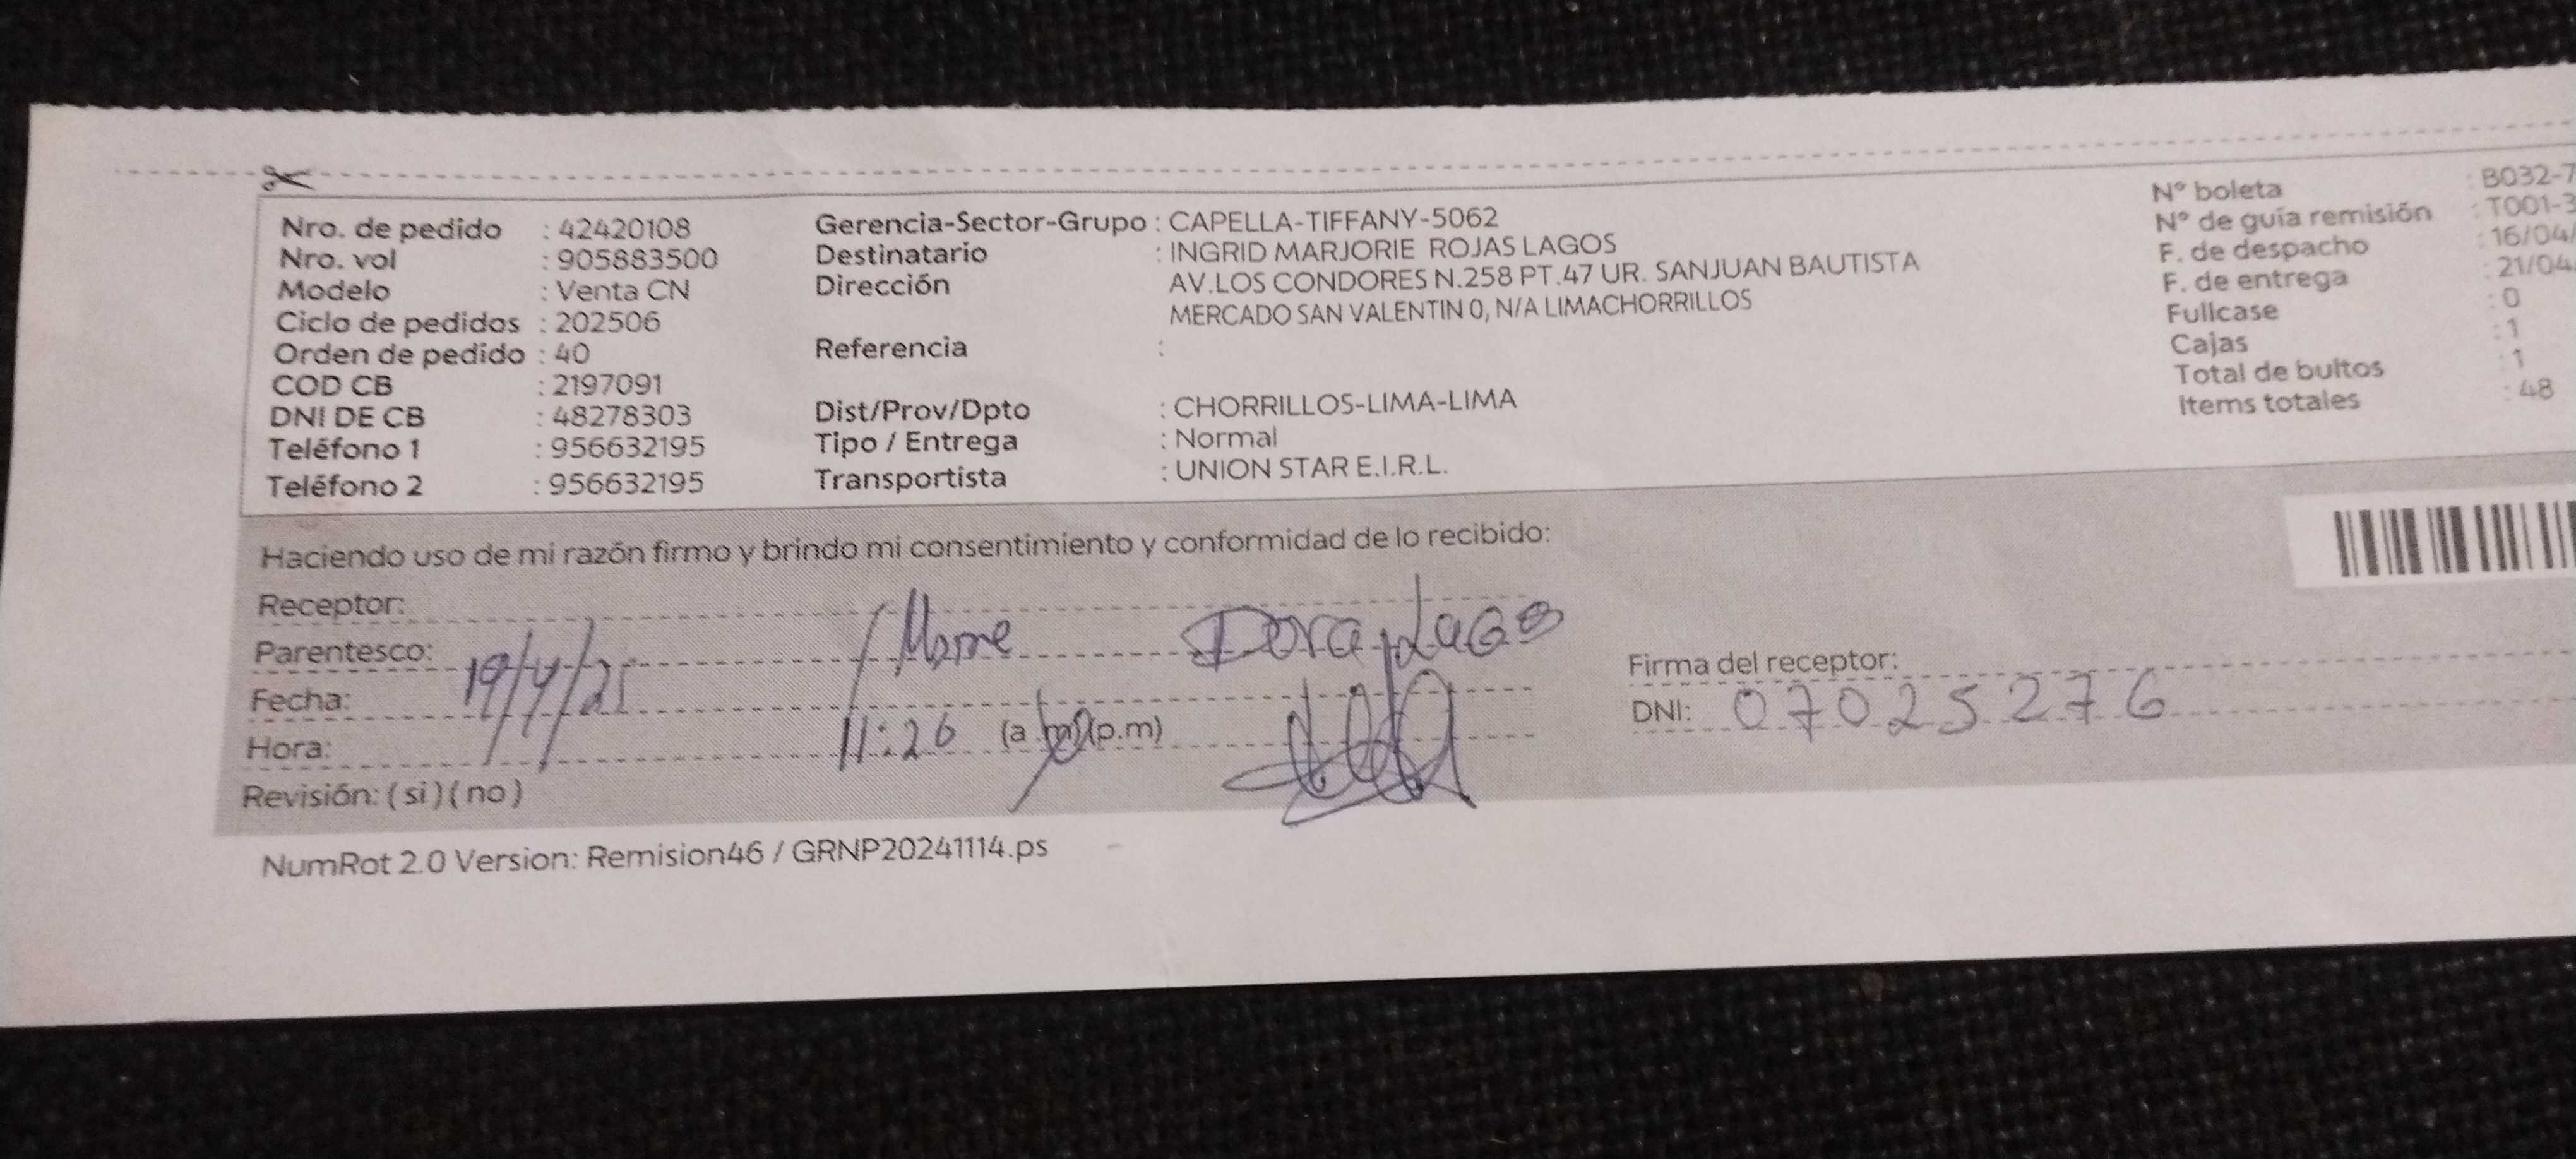 Nro. de pedido : 42420108
Nro. vol : 905883500
Modelo : Venta CN
Ciclo de pedidos : 202506
Orden de pedido : 40
COD CB : 2197091
DNI DE CB : 48278303
Teléfono 1 : 956632195
Teléfono 2 : 956632195
Gerencia-Sector-Grupo : CAPELLA-TIFFANY-5062
Destinatario : INGRID MARJORIE ROJAS LAGOS
Dirección AV.LOS CONDORES N.258 PT.47 UR. SANJUAN BAUTISTA
MERCADO SAN VALENTIN 0, N/A LIMACHORRILLOS
Referencia :
Dist/Prov/Dpto : CHORRILLOS-LIMA-LIMA
Tipo / Entrega : Normal
Transportista : UNION STAR E.I.R.L.
N° boleta : B032-7
N° de guía remisión : T001-3
F. de despacho : 16/04/
F. de entrega : 21/04
Fullcase : 0
Cajas : 1
Total de bultos : 1
Items totales : 48
Haciendo uso de mi razón firmo y brindo mi consentimiento y conformidad de lo recibido:
Receptor:
Parentesco: Dora Lagos
Fecha: 19/4/25
Hora: 11:26 (a.m)(p.m)
Revisión: (si)(no)
Firma del receptor:
DNI: 07025276
NumRot 2.0 Version: Remision46 / GRNP20241114.ps